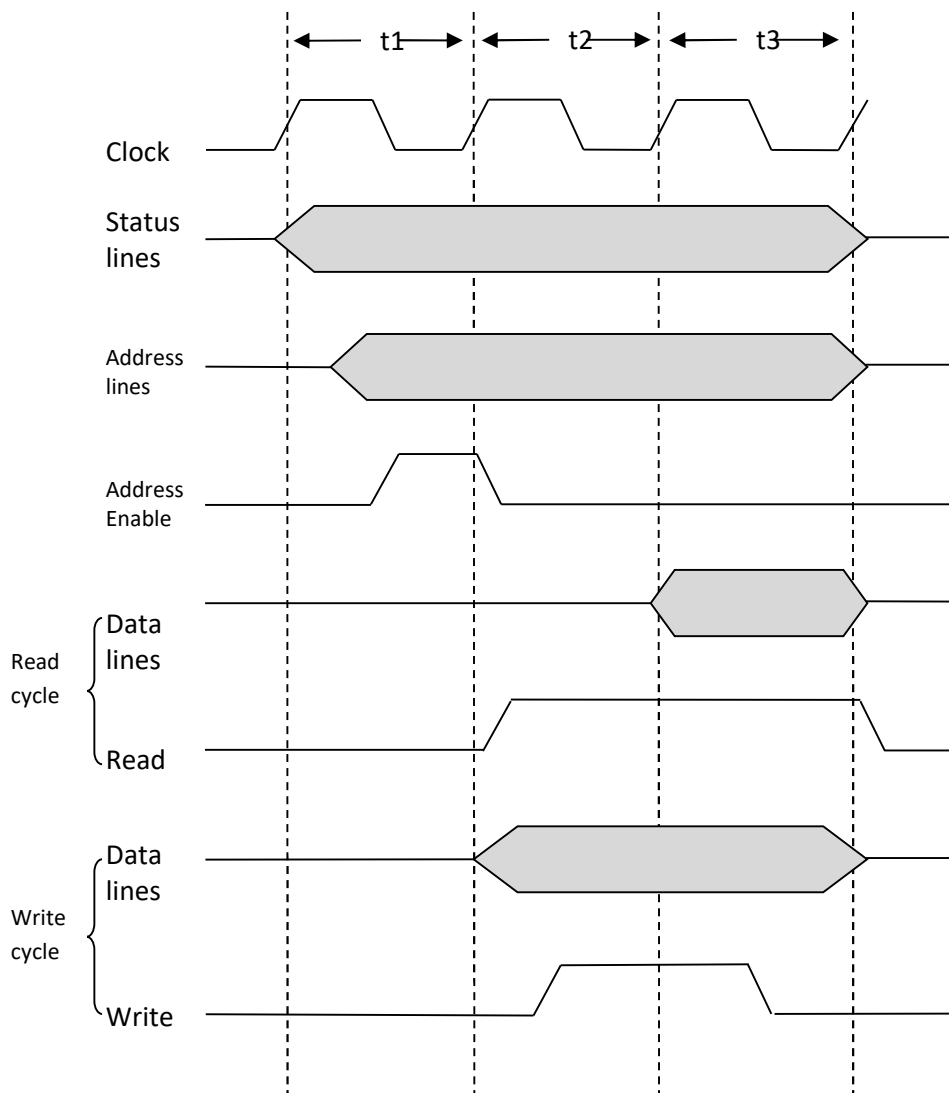 t1 t2 t3
Clock
Status
lines
Address
lines
Address
Enable
Data
lines
Read
cycle
Read
Data
lines
Write
cycle
Write